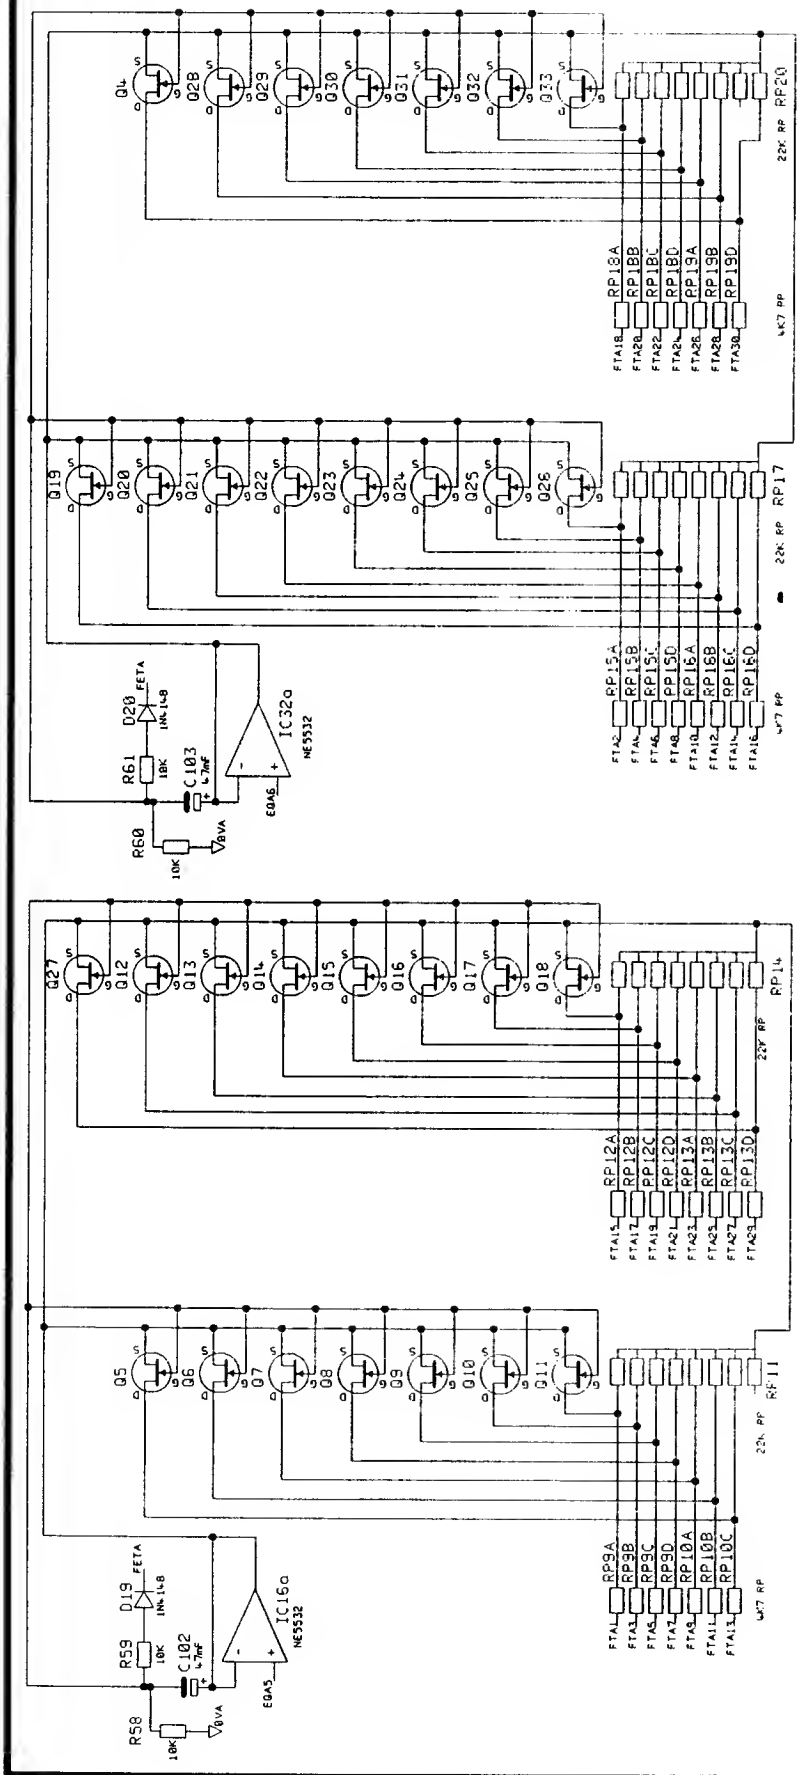 Q4
Q28
Q29
Q30
Q31
Q32
Q33
s
g
d
s
g
d
s
g
d
s
g
d
s
g
d
s
g
d
s
g
d
RP20
22K RP
RP18A
RP18B
RP18C
RP18D
RP19A
RP19B
RP19D
FTA18
FTA20
FTA22
FTA24
FTA26
FTA28
FTA30
4K7 RP
Q19
Q20
Q21
Q22
Q23
Q24
Q25
Q26
s
g
d
s
g
d
s
g
d
s
g
d
s
g
d
s
g
d
s
g
d
s
g
d
RP17
22K RP
RP15A
RP15B
RP15C
RP15D
RP16A
RP16B
RP16C
RP16D
FTA2
FTA4
FTA6
FTA8
FTA10
FTA12
FTA14
FTA16
4K7 RP
FETA
D20
1N4148
R61
10K
C103
47mF
+
R60
10K
0VA
-
+
IC32a
NE5532
EQA6
Q27
Q12
Q13
Q14
Q15
Q16
Q17
Q18
s
g
d
s
g
d
s
g
d
s
g
d
s
g
d
s
g
d
s
g
d
s
g
d
RP14
22K RP
RP12A
RP12B
RP12C
RP12D
RP13A
RP13B
RP13C
RP13D
FTA15
FTA17
FTA19
FTA21
FTA23
FTA25
FTA27
FTA29
Q5
Q6
Q7
Q8
Q9
Q10
Q11
s
g
d
s
g
d
s
g
d
s
g
d
s
g
d
s
g
d
s
g
d
RP11
22K RP
RP9A
RP9B
RP9C
RP9D
RP10A
RP10B
RP10C
FTA1
FTA3
FTA5
FTA7
FTA9
FTA11
FTA13
4K7 RP
FETA
D19
1N4148
R59
10K
C102
47mF
+
R58
10K
0VA
-
+
IC16a
NE5532
EQA5